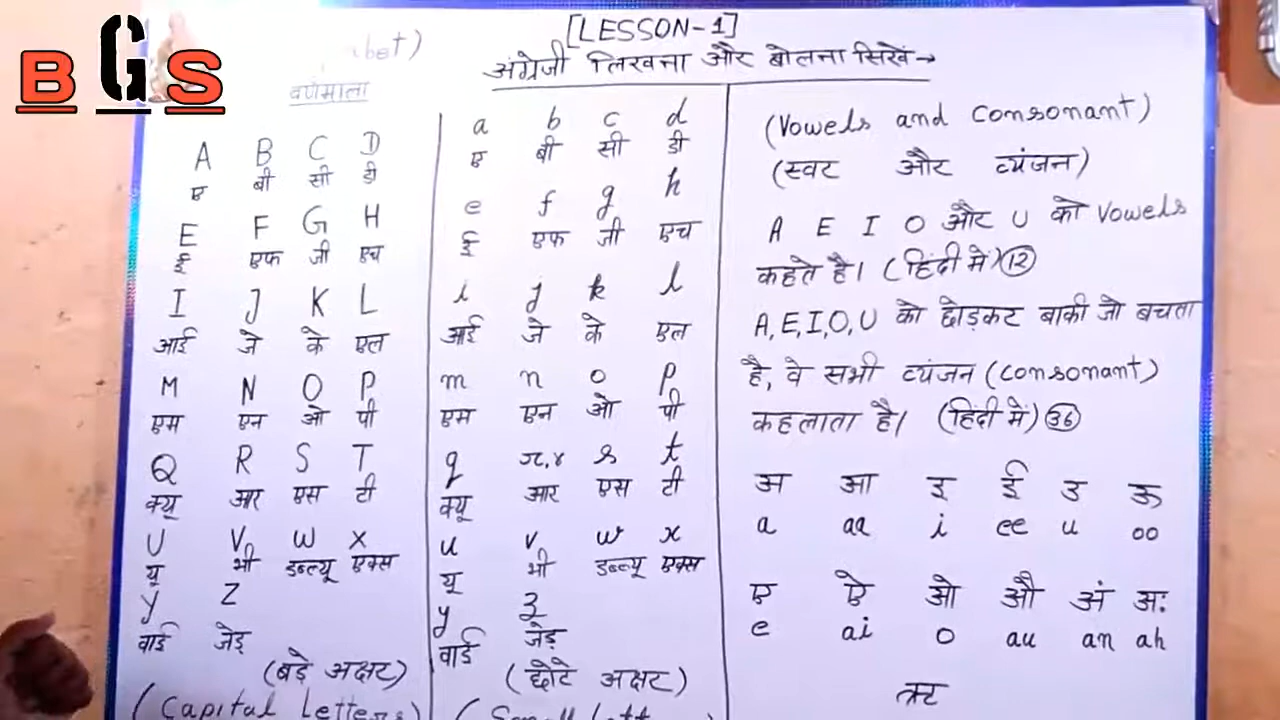 BGS
[LESSON-1]
अंग्रेजी लिखना और बोलना सिखें→
वर्णमाला
A B C D
ए बी सी डी
E F G H
ई एफ जी एच
I J K L
आई जे के एल
M N O P
एम एन ओ पी
Q R S T
क्यू आर एस टी
U V W X
यू भी डब्ल्यू एक्स
Y Z
वाई जेड़
(बड़े अक्षर)
(Capital Letters)
a b c d
ए बी सी डी
e f g h
ई एफ जी एच
i j k l
आई जे के एल
m n o p
एम एन ओ पी
q r,r s t
क्यू आर एस टी
u v w x
यू भी डब्ल्यू एक्स
y z
वाई जेड़
(छोटे अक्षर)
(Vowels and Consonant)
(स्वर और व्यंजन)
A E I O और U को Vowels
कहते है। (हिंदी में) 12
A,E,I,O,U को छोड़कर बाकी जो बचता
है, वे सभी व्यंजन (Consonant)
कहलाता है। (हिंदी में) 36
अ आ इ ई उ ऊ
a aa i ee u oo
ए ऐ ओ औ अं अः
e ai o au an ah